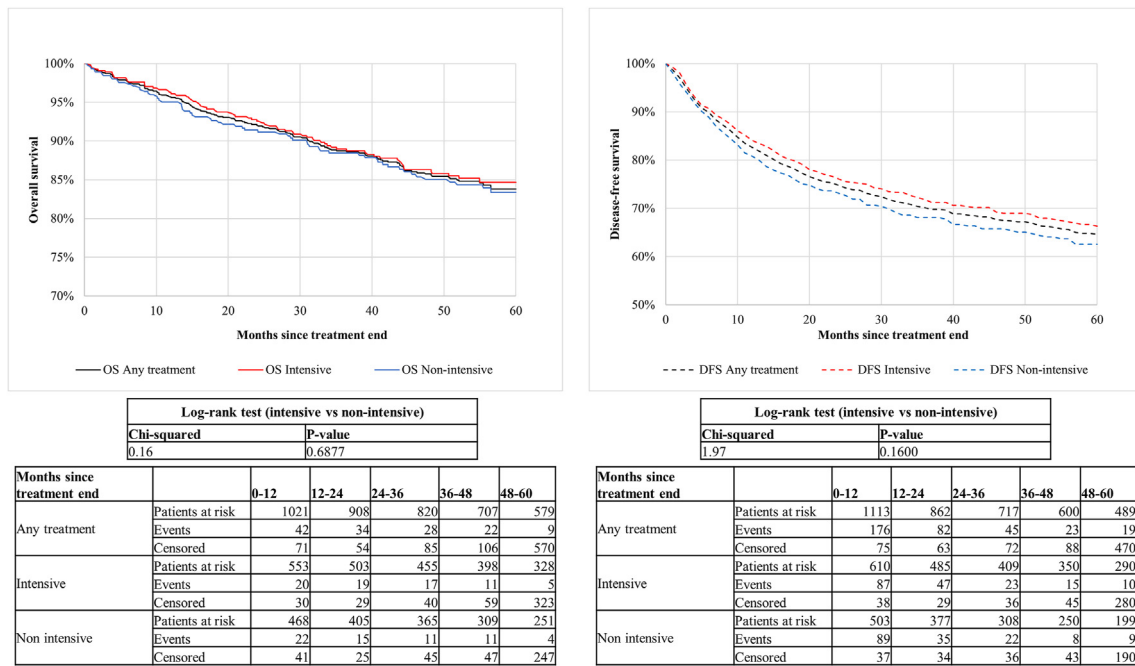 100%
95%
90%
85%
80%
75%
70%
Overall survival
0 10 20 30 40 50 60
Months since treatment end
OS Any treatment OS Intensive OS Non-intensive
Log-rank test (intensive vs non-intensive)
Chi-squared P-value
0.16 0.6877
Months since
treatment end 0-12 12-24 24-36 36-48 48-60
Any treatment
Patients at risk 1021 908 820 707 579
Events 42 34 28 22 9
Censored 71 54 85 106 570
Intensive
Patients at risk 553 503 455 398 328
Events 20 19 17 11 5
Censored 30 29 40 59 323
Non intensive
Patients at risk 468 405 365 309 251
Events 22 15 11 11 4
Censored 41 25 45 47 247
100%
90%
80%
70%
60%
50%
Disease-free survival
0 10 20 30 40 50 60
Months since treatment end
DFS Any treatment DFS Intensive DFS Non-intensive
Log-rank test (intensive vs non-intensive)
Chi-squared P-value
1.97 0.1600
Months since
treatment end 0-12 12-24 24-36 36-48 48-60
Any treatment
Patients at risk 1113 862 717 600 489
Events 176 82 45 23 19
Censored 75 63 72 88 470
Intensive
Patients at risk 610 485 409 350 290
Events 87 47 23 15 10
Censored 38 29 36 45 280
Non intensive
Patients at risk 503 377 308 250 199
Events 89 35 22 8 9
Censored 37 34 36 43 190